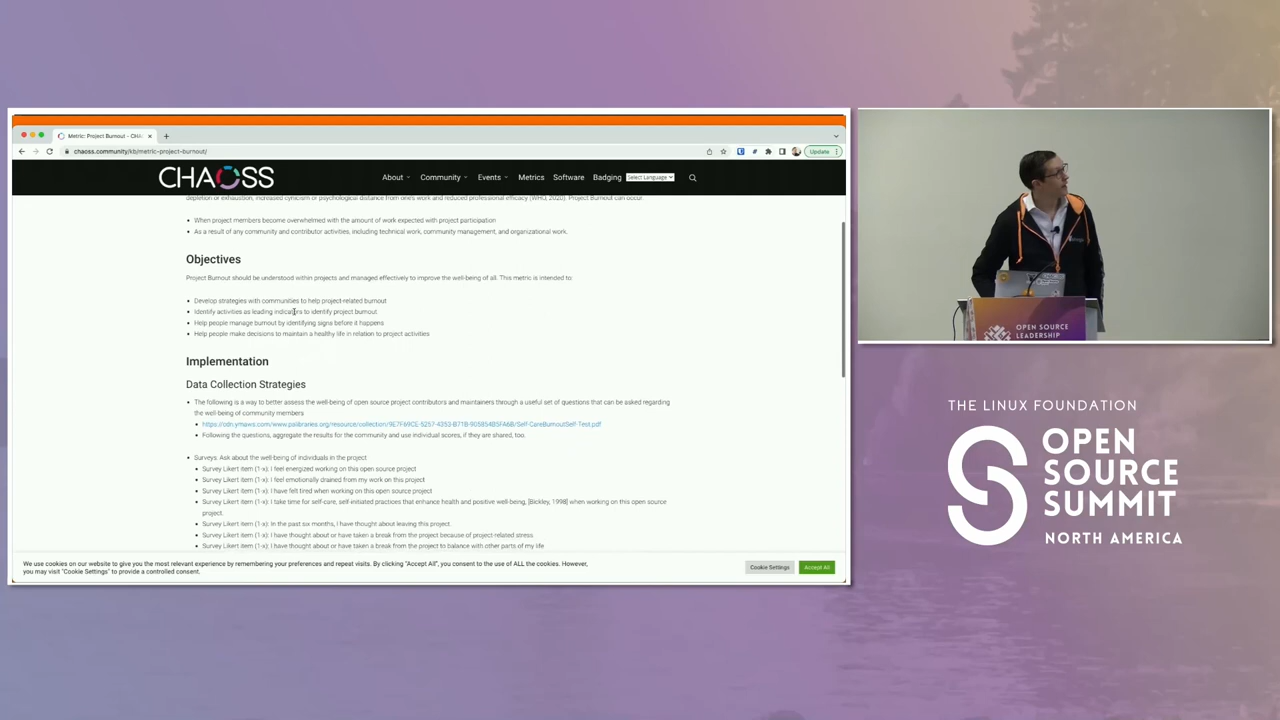 Metric: Project Burnout - CHA
chaoss.community/kb/metric-project-burnout/
Update
CHAOSS
About Community Events Metrics Software Badging Select Language
depletion or exhaustion, increased cynicism or psychological distance from one's work and reduced professional efficacy (WHO, 2020). Project Burnout can occur:
When project members become overwhelmed with the amount of work expected with project participation
As a result of any community and contributor activities, including technical work, community management, and organizational work.
Objectives
Project Burnout should be understood within projects and managed effectively to improve the well-being of all. This metric is intended to:
Develop strategies with communities to help project-related burnout
Identify activities as leading indicators to identify project burnout
Help people manage burnout by identifying signs before it happens
Help people make decisions to maintain a healthy life in relation to project activities
Implementation
Data Collection Strategies
The following is a way to better assess the well-being of open source project contributors and maintainers through a useful set of questions that can be asked regarding
the well-being of community members
Following the questions, aggregate the results for the community and use individual scores, if they are shared, too.
Surveys: Ask about the well-being of individuals in the project
Survey Likert item (1-x): I feel energized working on this open source project
Survey Likert item (1-x): I feel emotionally drained from my work on this project
Survey Likert item (1-x): I have felt tired when working on this open source project
Survey Likert item (1-x): I take time for self-care, self-initiated practices that enhance health and positive well-being, [Bickley, 1998] when working on this open source
project.
Survey Likert item (1-x): In the past six months, I have thought about leaving this project.
Survey Likert item (1-x): I have thought about or have taken a break from the project because of project-related stress
Survey Likert item (1-x): I have thought about or have taken a break from the project to balance with other parts of my life
We use cookies on our website to give you the most relevant experience by remembering your preferences and repeat visits. By clicking "Accept All", you consent to the use of ALL the cookies. However,
you may visit "Cookie Settings" to provide a controlled consent.
Cookie Settings
Accept All
OPEN SOURCE
LEADERSHIP
THE LINUX FOUNDATION
OPEN
SOURCE
SUMMIT
NORTH AMERICA